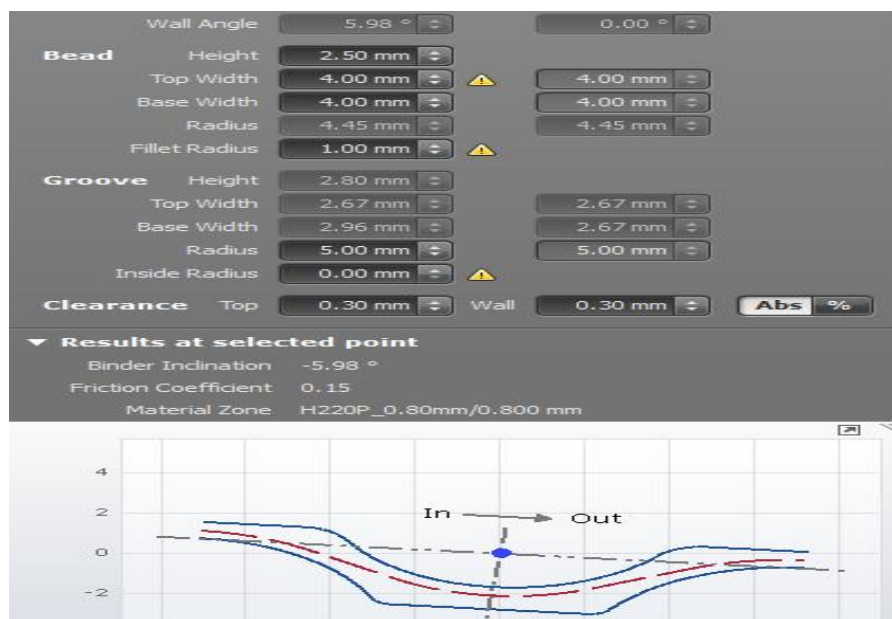 Wall Angle 5.98 ° 0.00 °
Bead Height 2.50 mm
Top Width 4.00 mm 4.00 mm
Base Width 4.00 mm 4.00 mm
Radius 4.45 mm 4.45 mm
Fillet Radius 1.00 mm
Groove Height 2.80 mm
Top Width 2.67 mm 2.67 mm
Base Width 2.96 mm 2.67 mm
Radius 5.00 mm 5.00 mm
Inside Radius 0.00 mm
Clearance Top 0.30 mm Wall 0.30 mm Abs %
Results at selected point
Binder Inclination -5.98 °
Friction Coefficient 0.15
Material Zone H220P_0.80mm/0.800 mm
4
2
In Out
0
-2